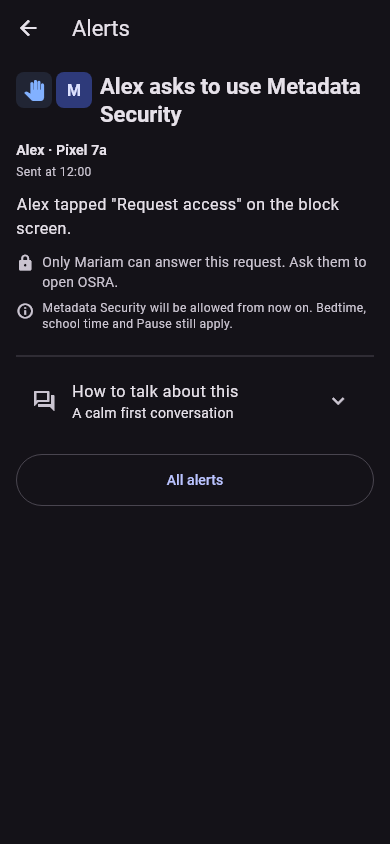 Alerts
M
Alex asks to use Metadata
Security
Alex · Pixel 7a
Sent at 12:00
Alex tapped "Request access" on the block
screen.
Only Mariam can answer this request. Ask them to
open OSRA.
Metadata Security will be allowed from now on. Bedtime,
school time and Pause still apply.
How to talk about this
A calm first conversation
All alerts